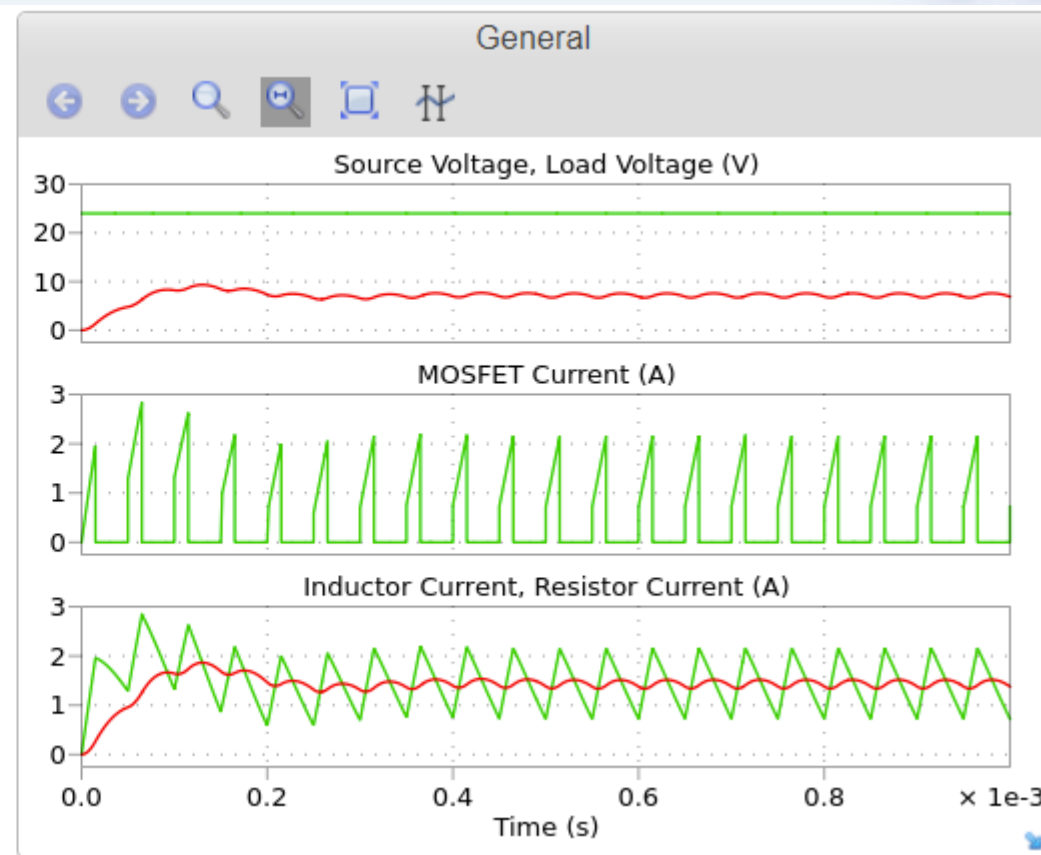 General
Source Voltage, Load Voltage (V)
30
20
10
0
MOSFET Current (A)
3
2
1
0
Inductor Current, Resistor Current (A)
3
2
1
0
0.0 0.2 0.4 0.6 0.8 × 1e-3
Time (s)